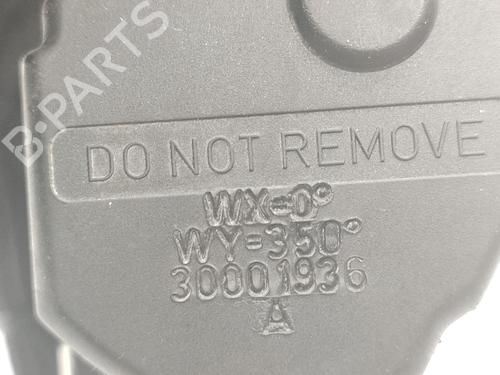 B-PARTS
DO NOT REMOVE
WX=0°
WY=350°
30001936
A